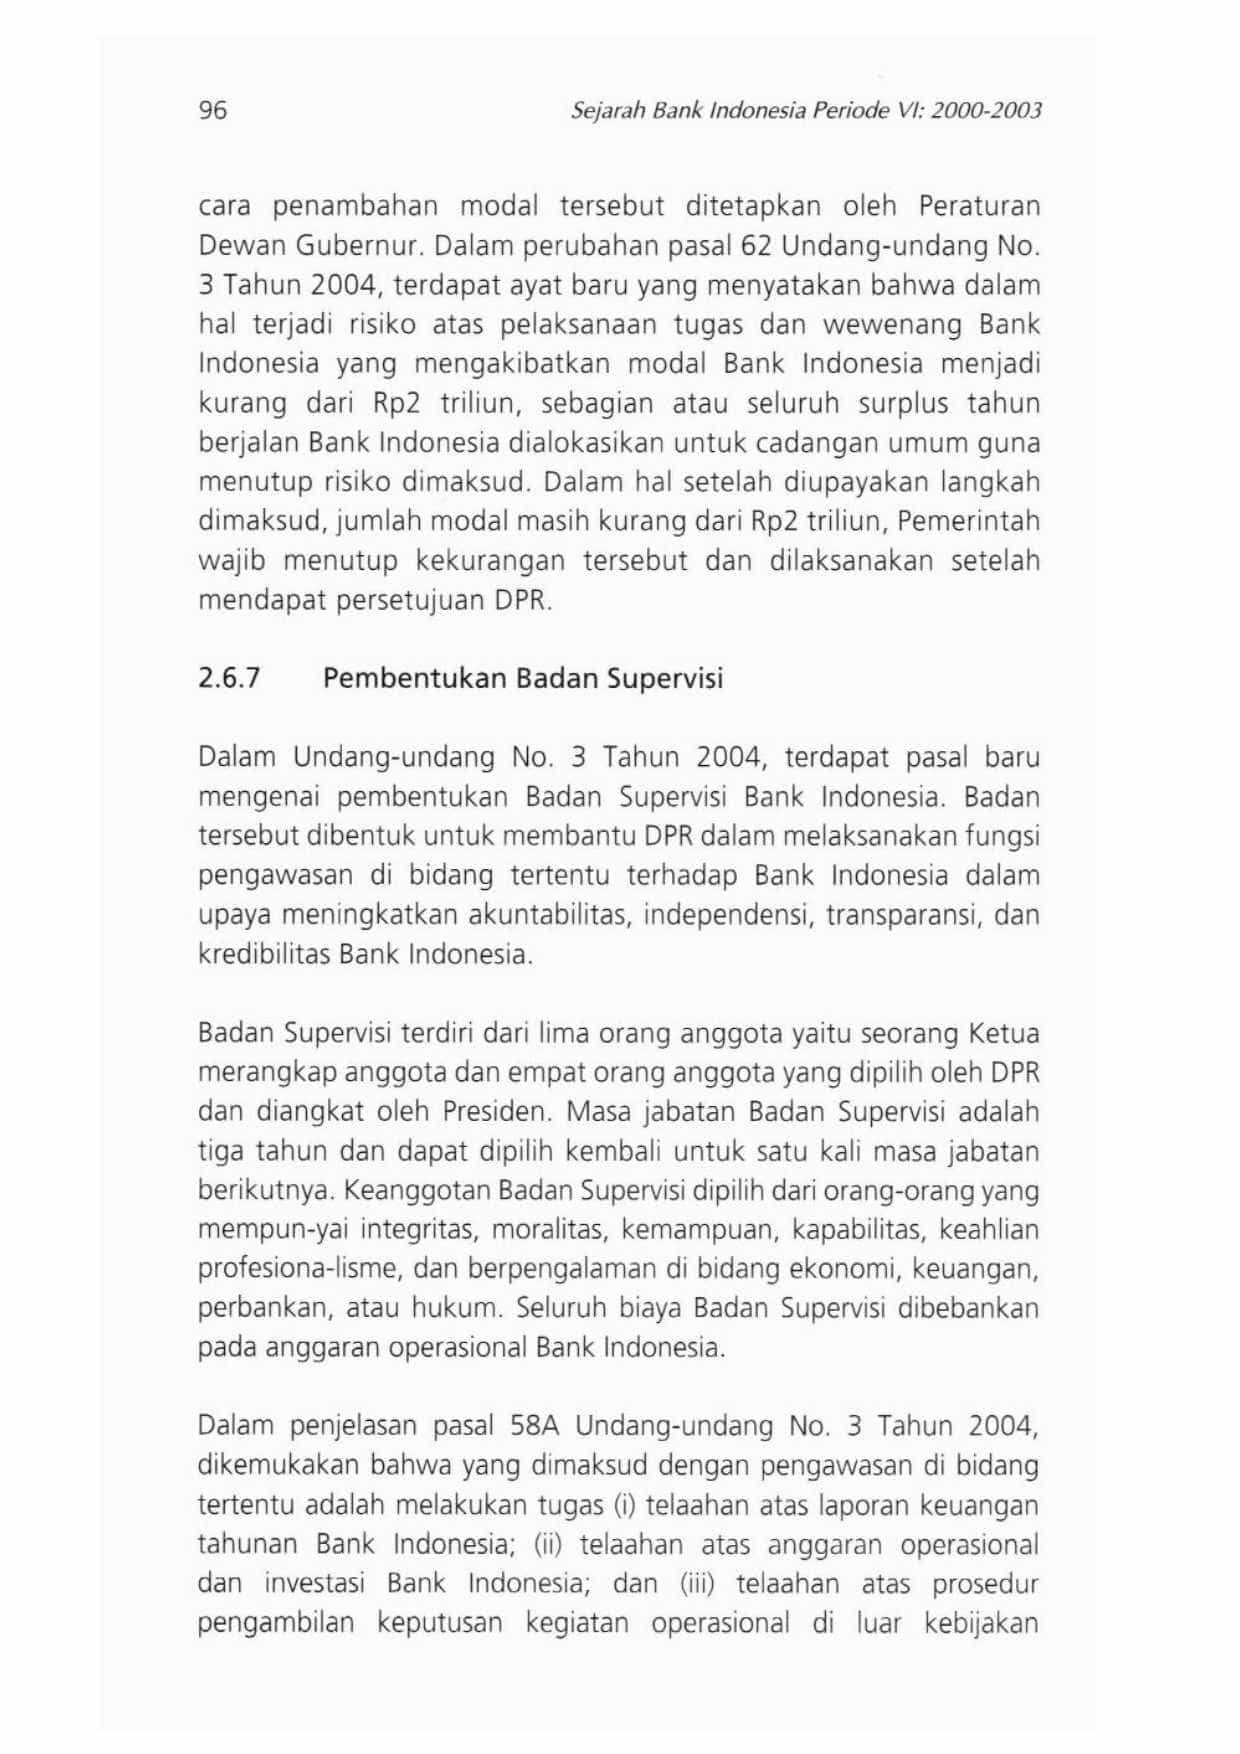 96 Sejarah Bank Indonesia Periode VI: 2000-2003
cara penambahan modal tersebut ditetapkan oleh Peraturan
Dewan Gubernur. Dalam perubahan pasal 62 Undang-undang No.
3 Tahun 2004, terdapat ayat baru yang menyatakan bahwa dalam
hal terjadi risiko atas pelaksanaan tugas dan wewenang Bank
Indonesia yang mengakibatkan modal Bank Indonesia menjadi
kurang dari Rp2 triliun, sebagian atau seluruh surplus tahun
berjalan Bank Indonesia dialokasikan untuk cadangan umum guna
menutup risiko dimaksud. Dalam hal setelah diupayakan langkah
dimaksud, jumlah modal masih kurang dari Rp2 triliun, Pemerintah
wajib menutup kekurangan tersebut dan dilaksanakan setelah
mendapat persetujuan DPR.
2.6.7 Pembentukan Badan Supervisi
Dalam Undang-undang No. 3 Tahun 2004, terdapat pasal baru
mengenai pembentukan Badan Supervisi Bank Indonesia. Badan
tersebut dibentuk untuk membantu DPR dalam melaksanakan fungsi
pengawasan di bidang tertentu terhadap Bank Indonesia dalam
upaya meningkatkan akuntabilitas, independensi, transparansi, dan
kredibilitas Bank Indonesia.
Badan Supervisi terdiri dari lima orang anggota yaitu seorang Ketua
merangkap anggota dan empat orang anggota yang dipilih oleh DPR
dan diangkat oleh Presiden. Masa jabatan Badan Supervisi adalah
tiga tahun dan dapat dipilih kembali untuk satu kali masa jabatan
berikutnya. Keanggotan Badan Supervisi dipilih dari orang-orang yang
mempun-yai integritas, moralitas, kemampuan, kapabilitas, keahlian
profesiona-lisme, dan berpengalaman di bidang ekonomi, keuangan,
perbankan, atau hukum. Seluruh biaya Badan Supervisi dibebankan
pada anggaran operasional Bank Indonesia.
Dalam penjelasan pasal 58A Undang-undang No. 3 Tahun 2004,
dikemukakan bahwa yang dimaksud dengan pengawasan di bidang
tertentu adalah melakukan tugas (i) telaahan atas laporan keuangan
tahunan Bank Indonesia; (ii) telaahan atas anggaran operasional
dan investasi Bank Indonesia; dan (iii) telaahan atas prosedur
pengambilan keputusan kegiatan operasional di luar kebijakan